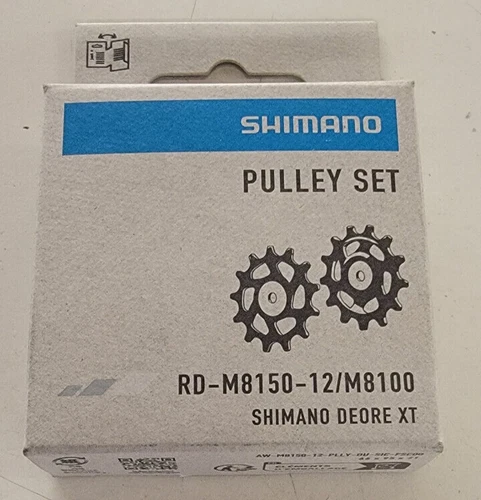 SHIMANO
PULLEY SET
RD-M8150-12/M8100
SHIMANO DEORE XT